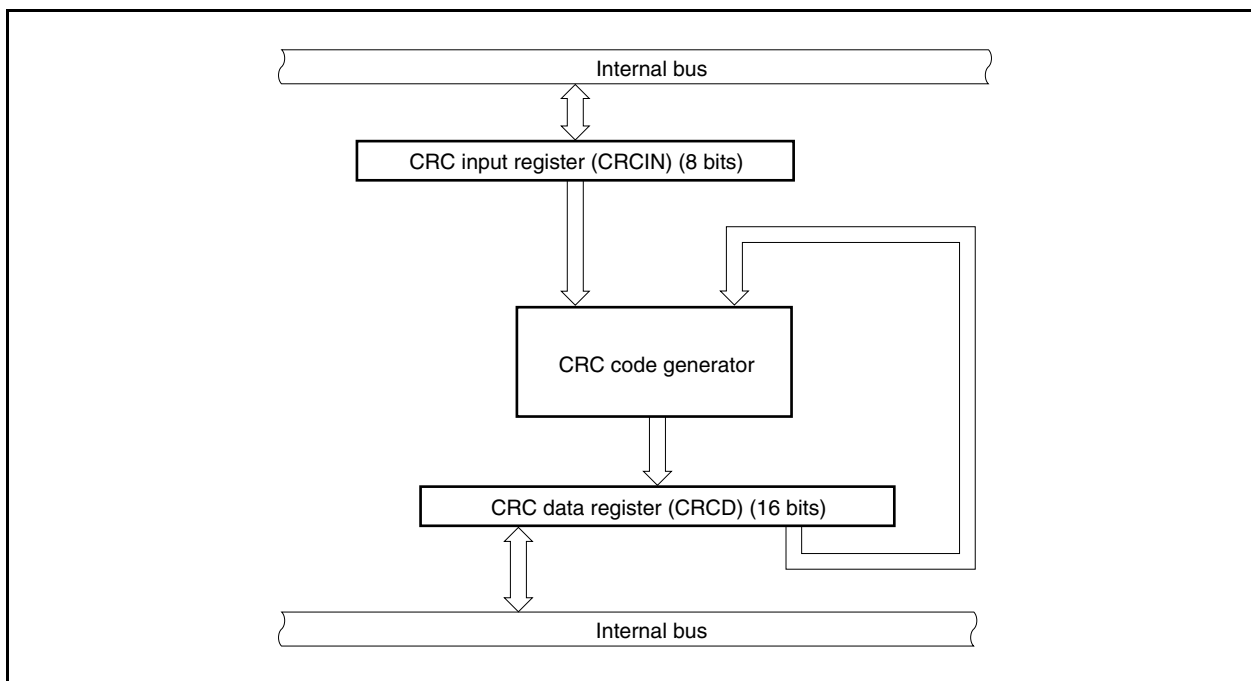 Internal bus
CRC input register (CRCIN) (8 bits)
CRC code generator
CRC data register (CRCD) (16 bits)
Internal bus